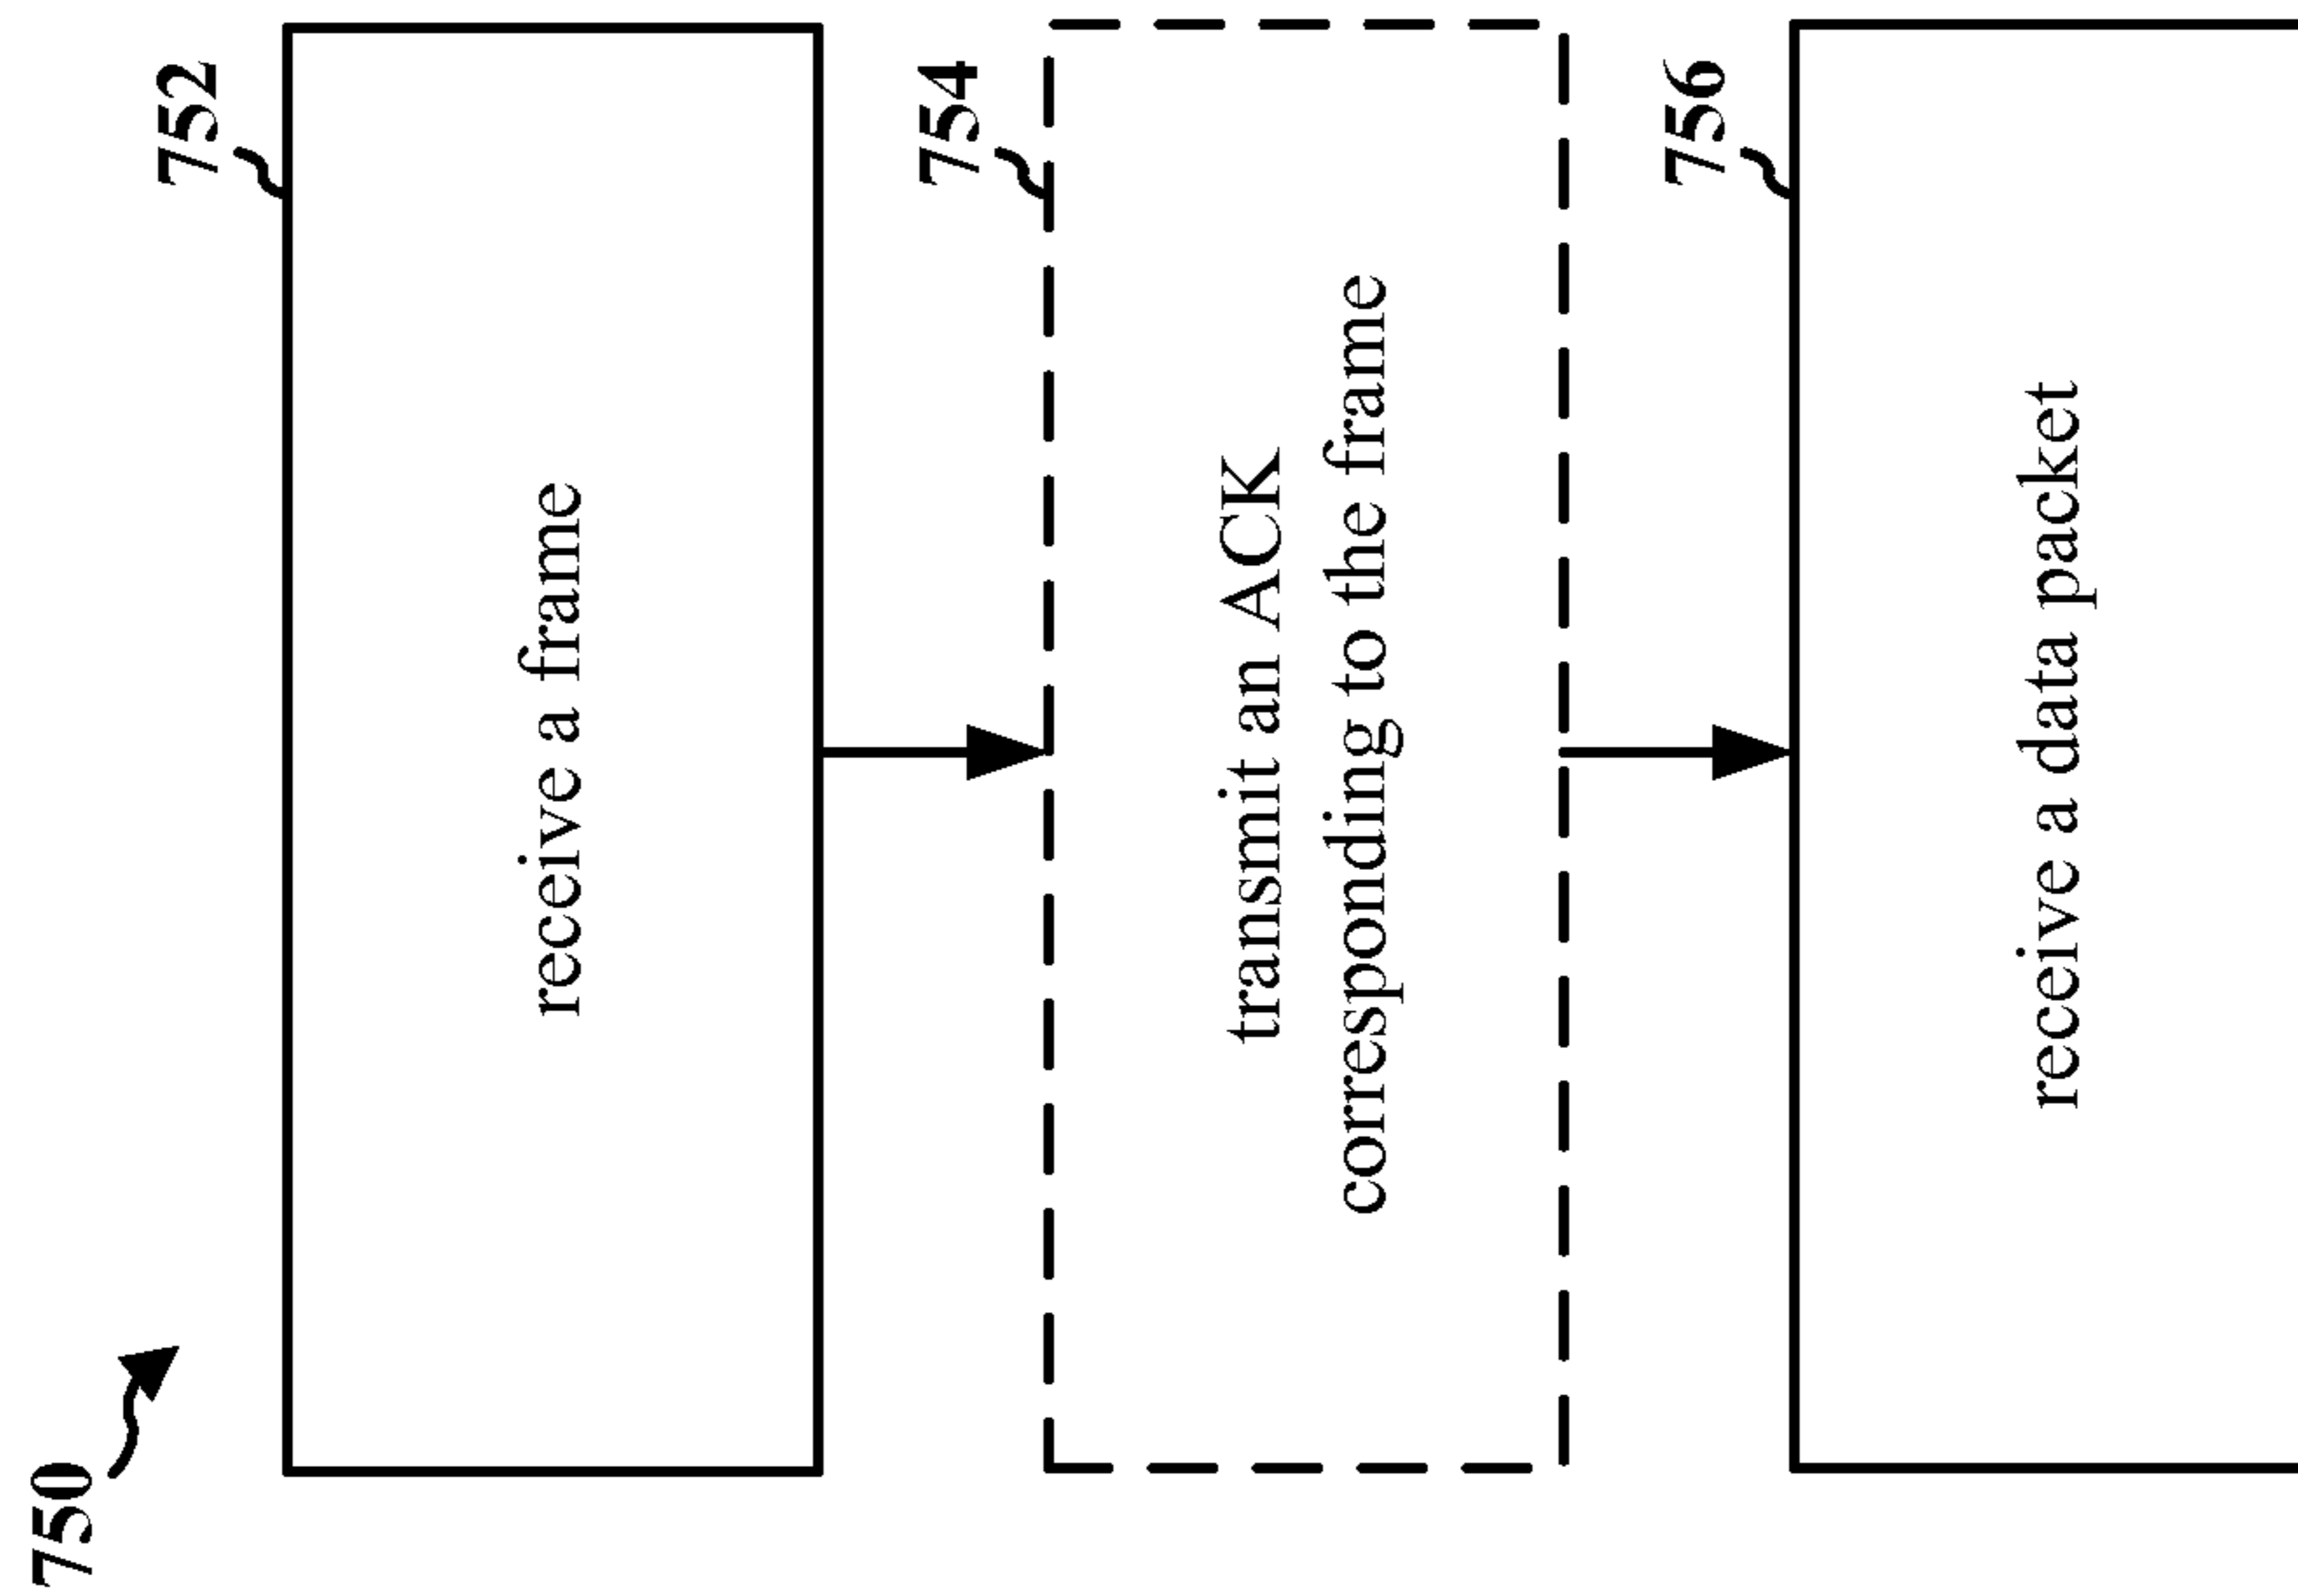 750
752
receive a frame
754
transmit an ACK
corresponding to the frame
756
receive a data packet